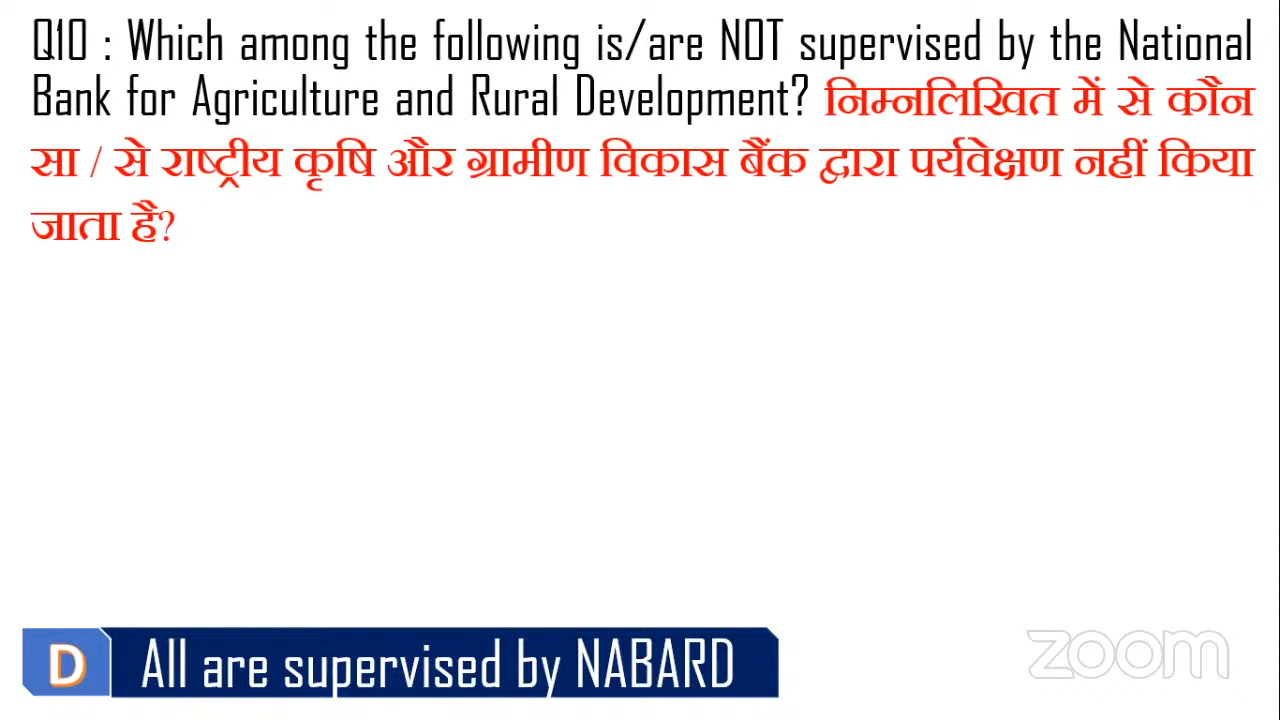 Q10 : Which among the following is/are NOT supervised by the National
Bank for Agriculture and Rural Development? निम्नलिखित में से कौन
सा / से राष्ट्रीय कृषि और ग्रामीण विकास बैंक द्वारा पर्यवेक्षण नहीं किया
जाता है?
D All are supervised by NABARD
zoom